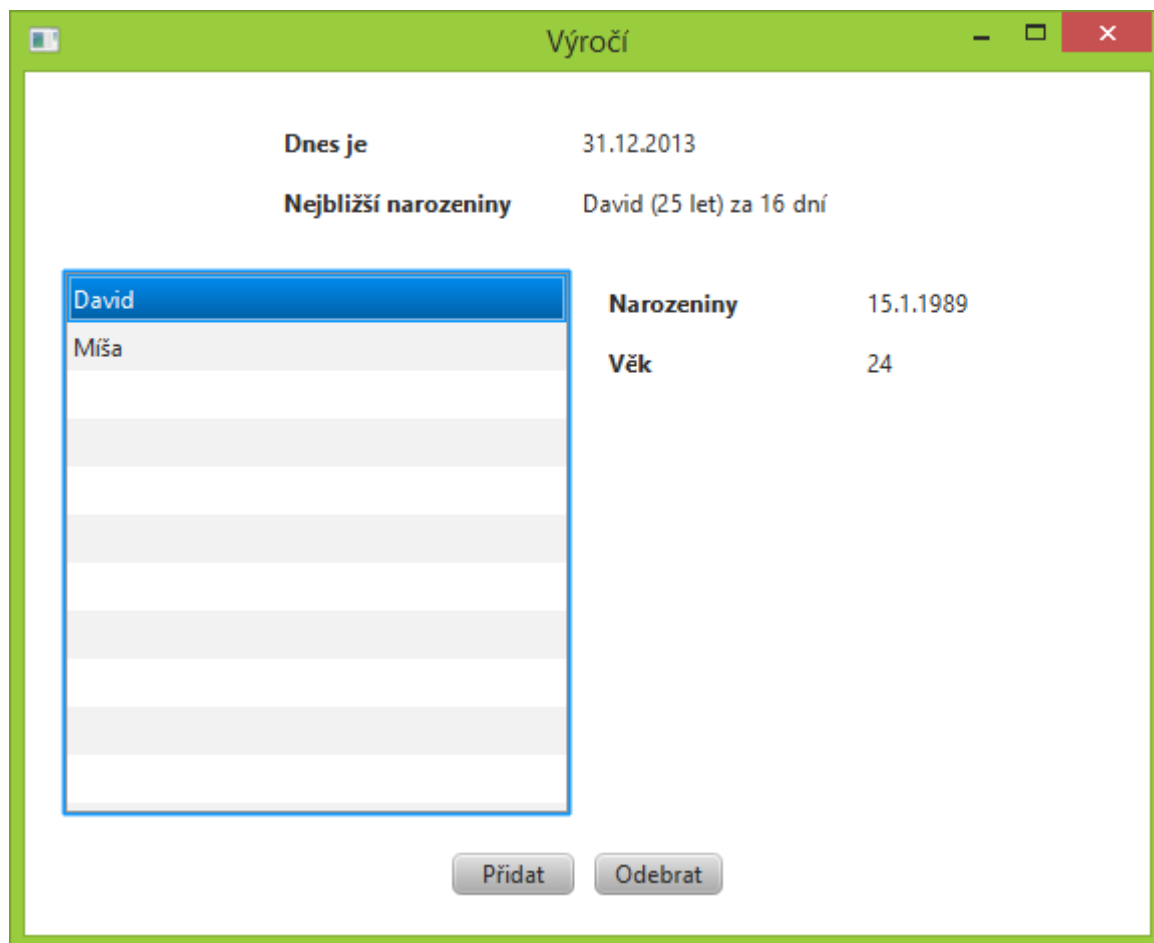 Výročí
Dnes je 31.12.2013
Nejbližší narozeniny David (25 let) za 16 dní
David
Míša
Narozeniny 15.1.1989
Věk 24
Přidat Odebrat